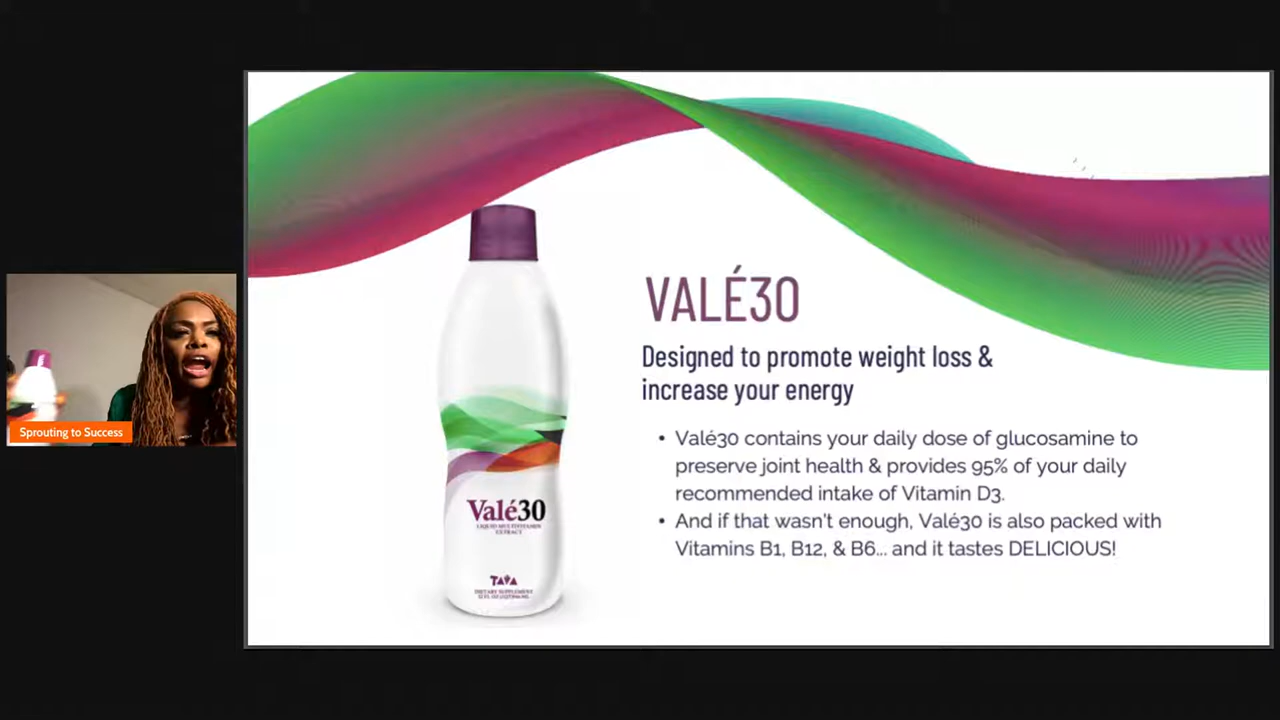 VALÉ30
Designed to promote weight loss &
increase your energy
• Valé30 contains your daily dose of glucosamine to
preserve joint health & provides 95% of your daily
recommended intake of Vitamin D3.
• And if that wasn't enough, Valé30 is also packed with
Vitamins B1, B12, & B6... and it tastes DELICIOUS!
Valé30
LIQUID MULTIVITAMIN
EXTRACT
TAVA
DIETARY SUPPLEMENT
Sprouting to Success